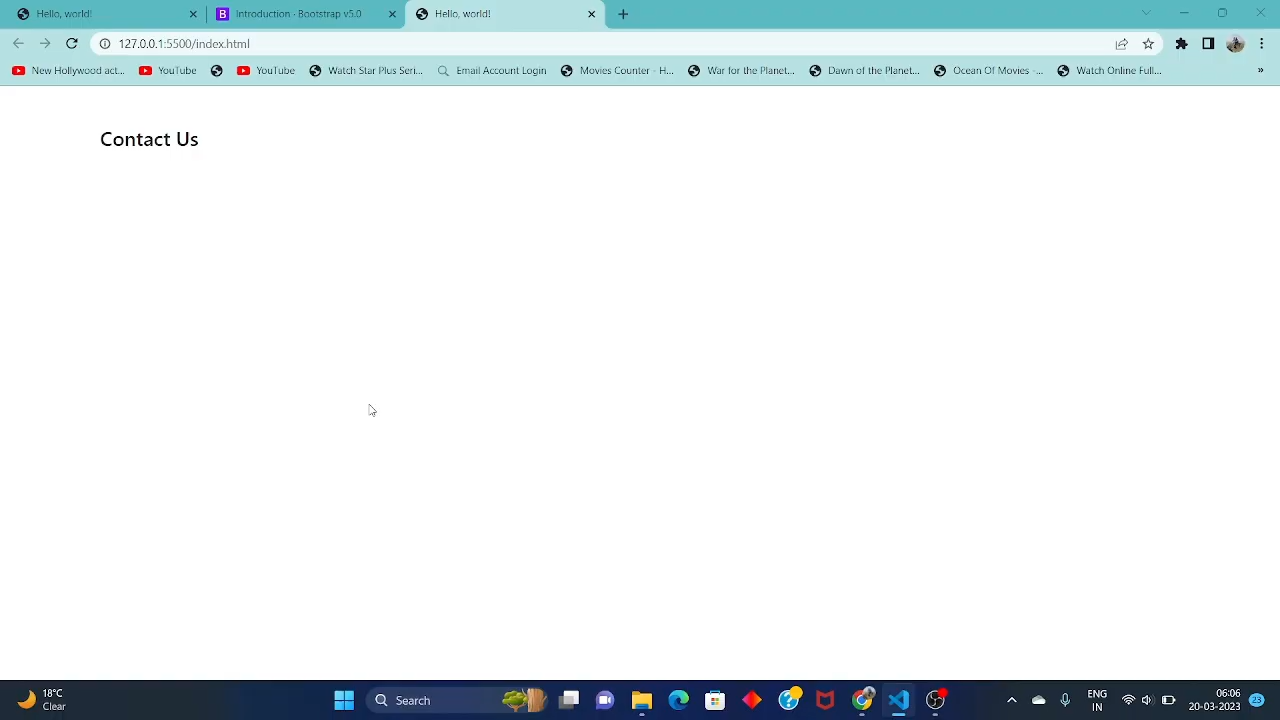 Hello, world!
Introduction · Bootstrap v5.0
Hello, world!
127.0.0.1:5500/index.html
New Hollywood act...
YouTube
YouTube
Watch Star Plus Seri...
Email Account Login
Movies Counter - H...
War for the Planet...
Dawn of the Planet...
Ocean Of Movies -...
Watch Online Full...
»
Contact Us
18°C
Clear
Search
ENG
IN
06:06
20-03-2023
23